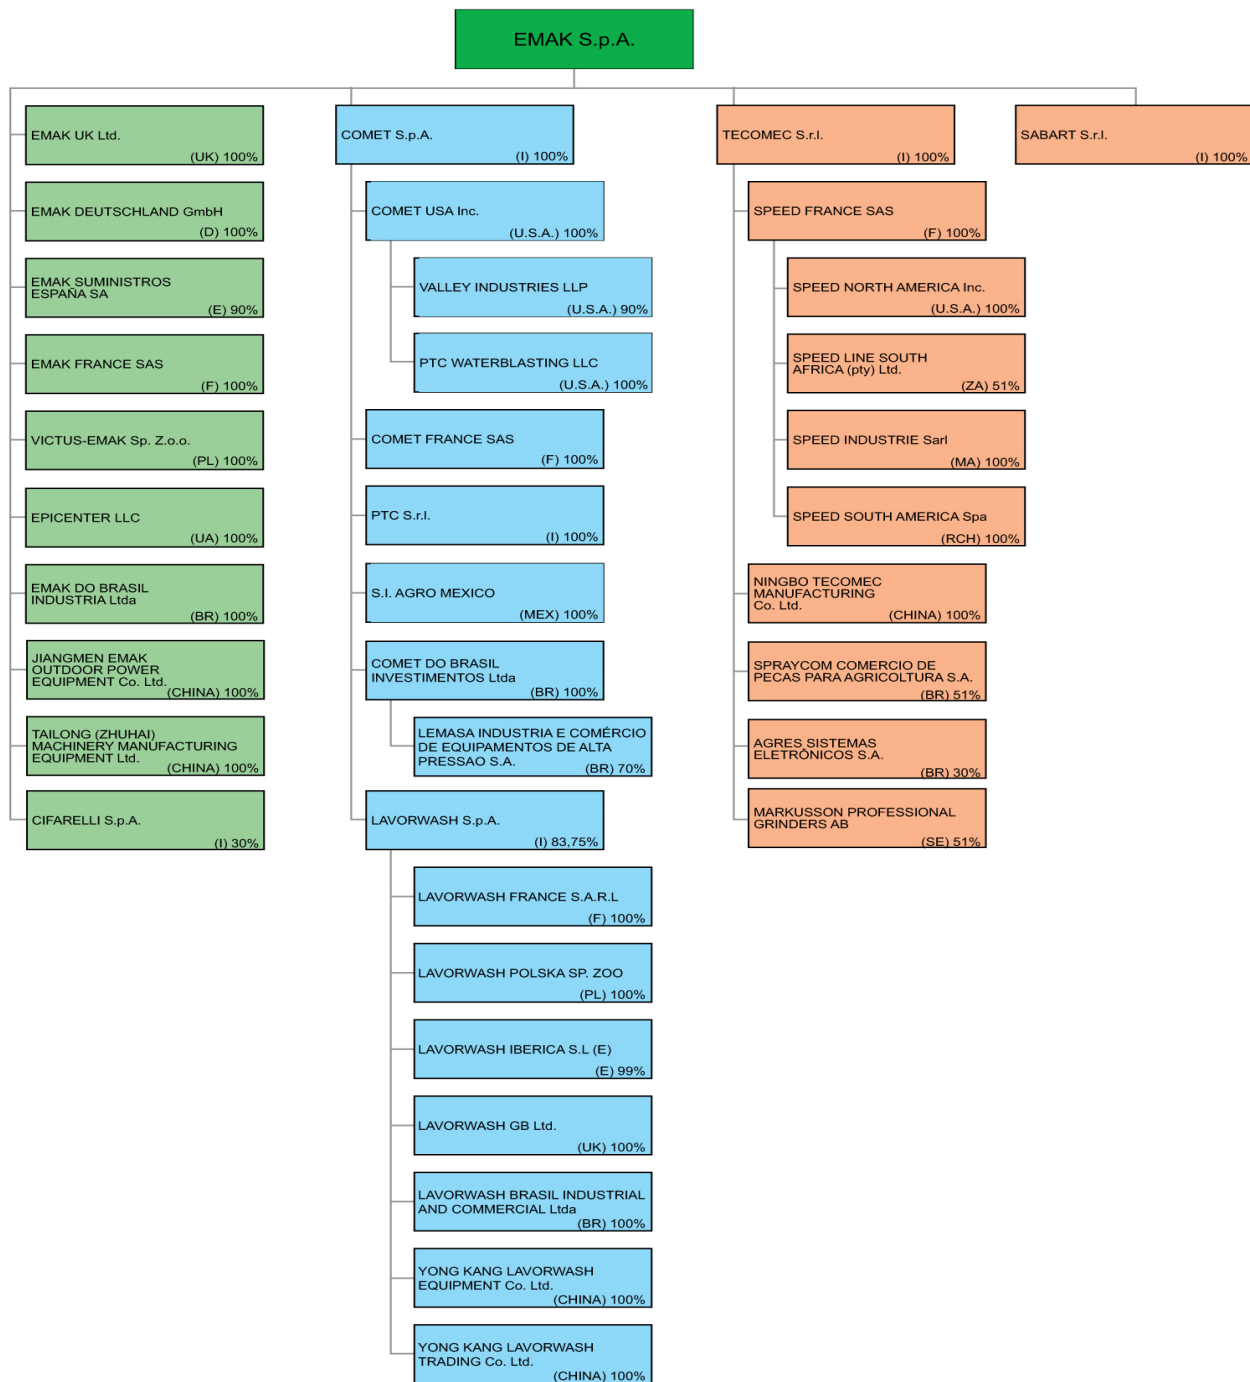 EMAK S.p.A.
EMAK UK Ltd.
(UK) 100%
EMAK DEUTSCHLAND GmbH
(D) 100%
EMAK SUMINISTROS
ESPAÑA SA
(E) 90%
EMAK FRANCE SAS
(F) 100%
VICTUS-EMAK Sp. Z.o.o.
(PL) 100%
EPICENTER LLC
(UA) 100%
EMAK DO BRASIL
INDUSTRIA Ltda
(BR) 100%
JIANGMEN EMAK
OUTDOOR POWER
EQUIPMENT Co. Ltd.
(CHINA) 100%
TAILONG (ZHUHAI)
MACHINERY MANUFACTURING
EQUIPMENT Ltd.
(CHINA) 100%
CIFARELLI S.p.A.
(I) 30%
COMET S.p.A.
(I) 100%
COMET USA Inc.
(U.S.A.) 100%
VALLEY INDUSTRIES LLP
(U.S.A.) 90%
PTC WATERBLASTING LLC
(U.S.A.) 100%
COMET FRANCE SAS
(F) 100%
PTC S.r.l.
(I) 100%
S.I. AGRO MEXICO
(MEX) 100%
COMET DO BRASIL
INVESTIMENTOS Ltda
(BR) 100%
LEMASA INDUSTRIA E COMÉRCIO
DE EQUIPAMENTOS DE ALTA
PRESSAO S.A.
(BR) 70%
LAVORWASH S.p.A.
(I) 83,75%
LAVORWASH FRANCE S.A.R.L
(F) 100%
LAVORWASH POLSKA SP. ZOO
(PL) 100%
LAVORWASH IBERICA S.L (E)
(E) 99%
LAVORWASH GB Ltd.
(UK) 100%
LAVORWASH BRASIL INDUSTRIAL
AND COMMERCIAL Ltda
(BR) 100%
YONG KANG LAVORWASH
EQUIPMENT Co. Ltd.
(CHINA) 100%
YONG KANG LAVORWASH
TRADING Co. Ltd.
(CHINA) 100%
TECOMEC S.r.l.
(I) 100%
SPEED FRANCE SAS
(F) 100%
SPEED NORTH AMERICA Inc.
(U.S.A.) 100%
SPEED LINE SOUTH
AFRICA (pty) Ltd.
(ZA) 51%
SPEED INDUSTRIE Sarl
(MA) 100%
SPEED SOUTH AMERICA Spa
(RCH) 100%
NINGBO TECOMEC
MANUFACTURING
Co. Ltd.
(CHINA) 100%
SPRAYCOM COMERCIO DE
PECAS PARA AGRICOLTURA S.A.
(BR) 51%
AGRES SISTEMAS
ELETRÔNICOS S.A.
(BR) 30%
MARKUSSON PROFESSIONAL
GRINDERS AB
(SE) 51%
SABART S.r.l.
(I) 100%